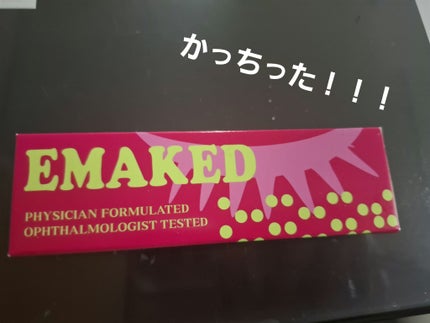 かっちった！！！
EMAKED
PHYSICIAN FORMULATED
OPHTHALMOLOGIST TESTED